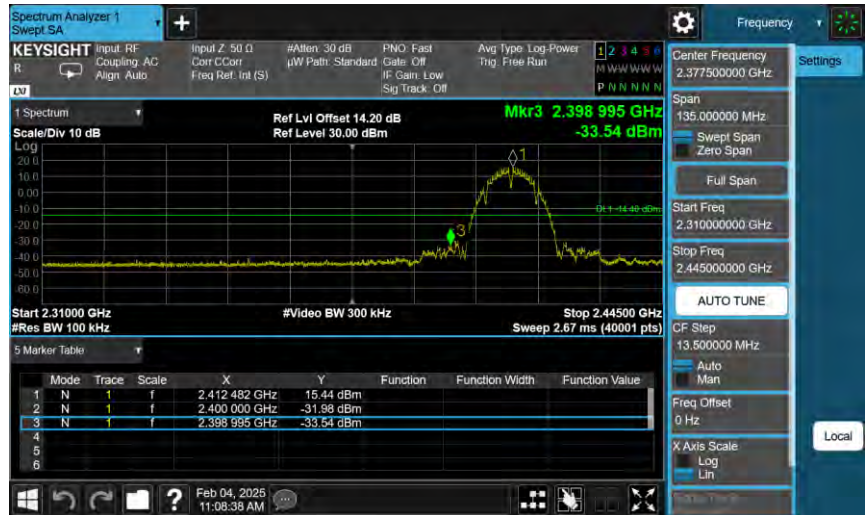 Spectrum Analyzer 1
Swept SA
+
Frequency
KEYSIGHT
R
LXI
Input: RF
Coupling: AC
Align: Auto
Input Z: 50 Ω
Corr CCorr
Freq Ref: Int (S)
#Atten: 30 dB
µW Path: Standard
PNO: Fast
Gate: Off
IF Gain: Low
Sig Track: Off
Avg Type: Log-Power
Trig: Free Run
1 2 3 4 5 6
M W W W W W
P N N N N N
1 Spectrum
Scale/Div 10 dB
Ref Lvl Offset 14.20 dB
Ref Level 30.00 dBm
Mkr3 2.398 995 GHz
-33.54 dBm
Log
20.0
10.0
0.00
-10.0
-20.0
-30.0
-40.0
-50.0
-60.0
1
3
DL1 -14.40 dBm
Start 2.31000 GHz
#Res BW 100 kHz
#Video BW 300 kHz
Stop 2.44500 GHz
Sweep 2.67 ms (40001 pts)
5 Marker Table
Mode Trace Scale X Y Function Function Width Function Value
1 N 1 f 2.412 482 GHz 15.44 dBm
2 N 1 f 2.400 000 GHz -31.98 dBm
3 N 1 f 2.398 995 GHz -33.54 dBm
4
5
6
Feb 04, 2025
11:08:38 AM
?
Center Frequency
2.377500000 GHz
Settings
Span
135.000000 MHz
Swept Span
Zero Span
Full Span
Start Freq
2.310000000 GHz
Stop Freq
2.445000000 GHz
AUTO TUNE
CF Step
13.500000 MHz
Auto
Man
Freq Offset
0 Hz
X Axis Scale
Log
Lin
Local